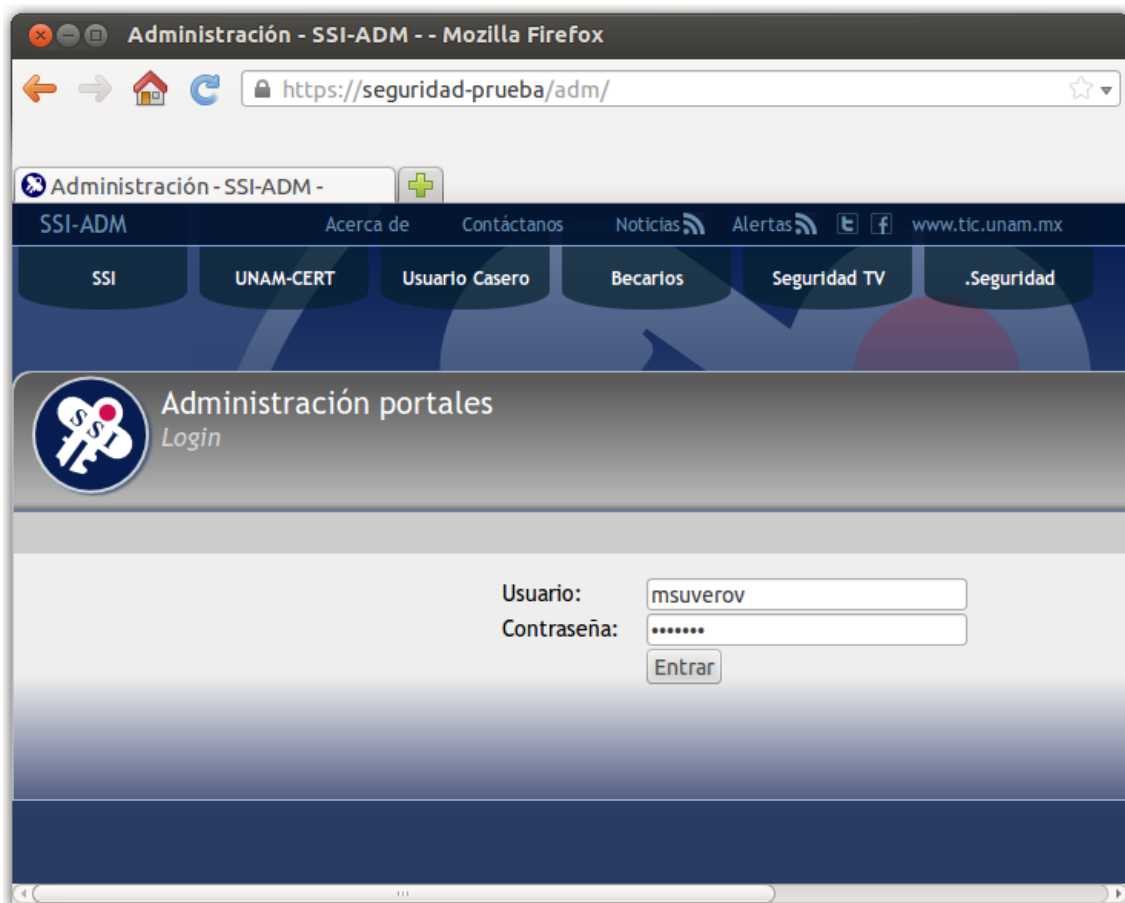 Administración - SSI-ADM - - Mozilla Firefox
https://seguridad-prueba/adm/
Administración - SSI-ADM -
SSI-ADM Acerca de Contáctanos Noticias Alertas www.tic.unam.mx
SSI UNAM-CERT Usuario Casero Becarios Seguridad TV .Seguridad
SSI
Administración portales
Login
Usuario: msuverov
Contraseña: •••••••
Entrar